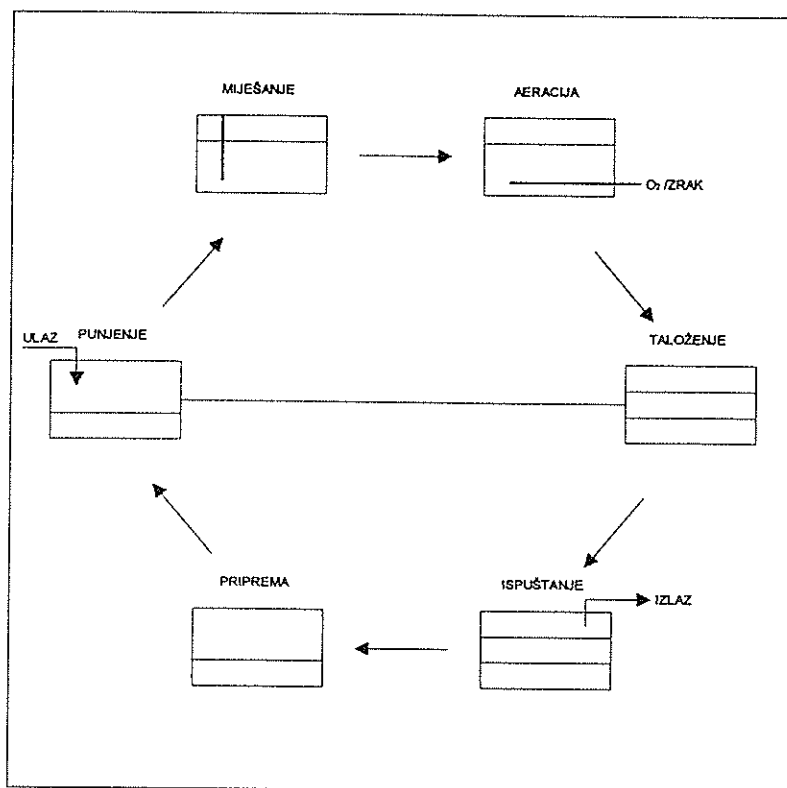 MIJEŠANJE
AERACIJA
O₂ /ZRAK
ULAZ
PUNJENJE
TALOŽENJE
PRIPREMA
ISPUŠTANJE
IZLAZ